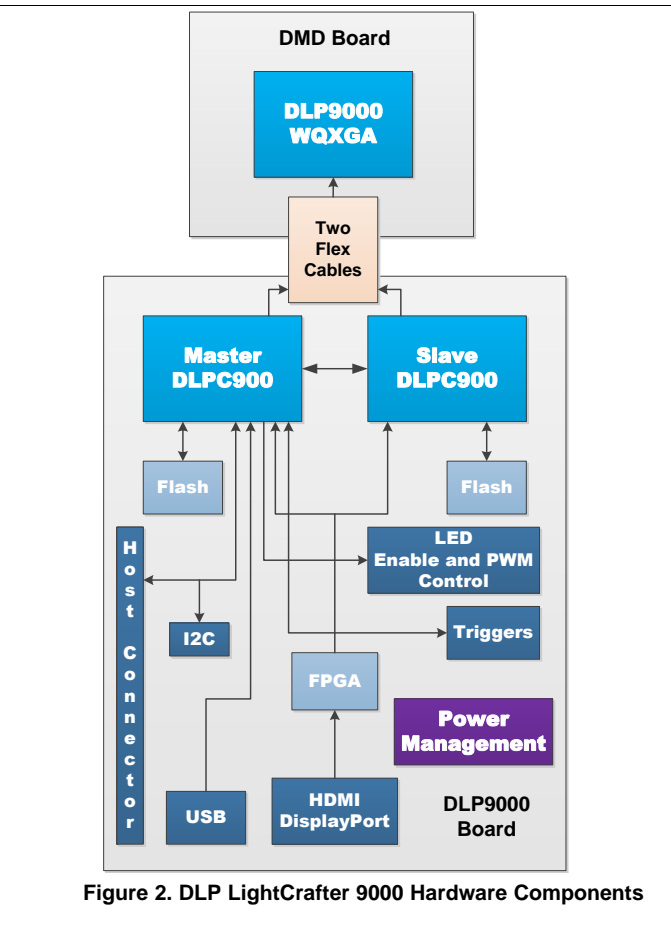 DMD Board
DLP9000
WQXGA
Two
Flex
Cables
Master
DLPC900
Slave
DLPC900
Flash
Flash
Host Connector
LED
Enable and PWM
Control
I2C
Triggers
FPGA
Power
Management
USB
HDMI
DisplayPort
DLP9000
Board
Figure 2. DLP LightCrafter 9000 Hardware Components